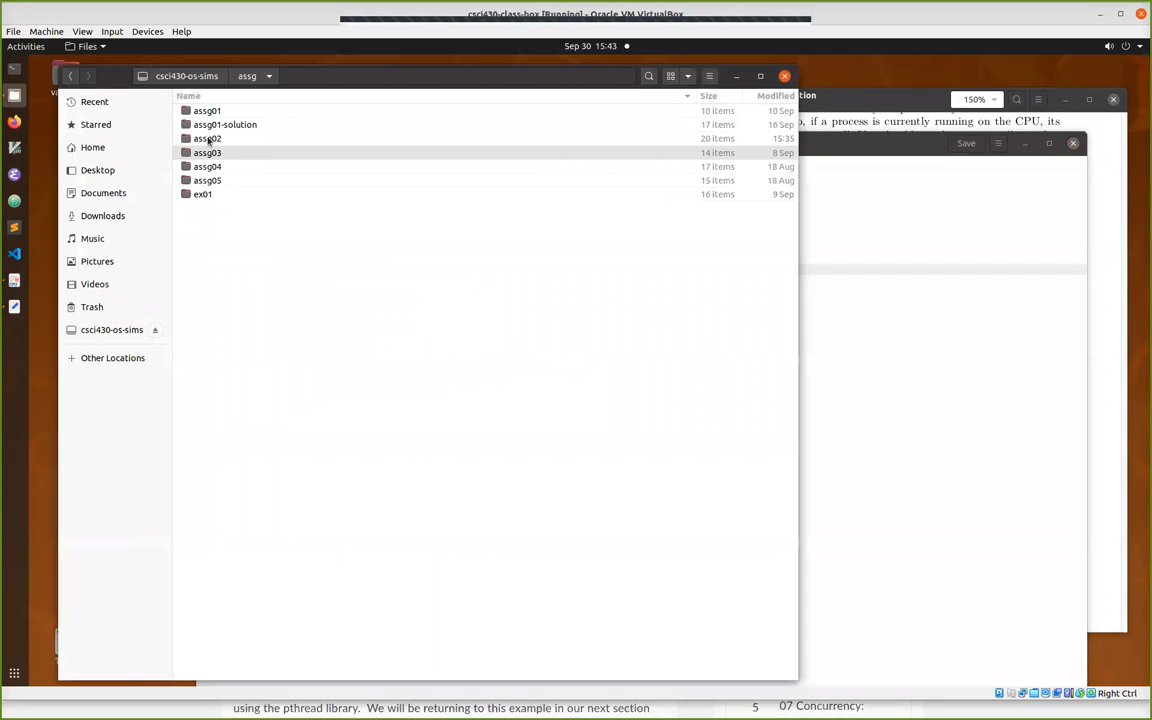 csci430-class-box [Running] - Oracle VM VirtualBox
File Machine View Input Devices Help
Activities Files Sep 30 15:43
csci430-os-sims assg
Name Size Modified
Recent
Starred
Home
Desktop
Documents
Downloads
Music
Pictures
Videos
Trash
csci430-os-sims
+ Other Locations
assg01 10 items 10 Sep
assg01-solution 17 items 16 Sep
assg02 20 items 15:35
assg03 14 items 8 Sep
assg04 17 items 18 Aug
assg05 15 items 18 Aug
ex01 16 items 9 Sep
tion 150%
, if a process is currently running on the CPU, its
Save
Right Ctrl
using the pthread library. We will be returning to this example in our next section
5 07 Concurrency: